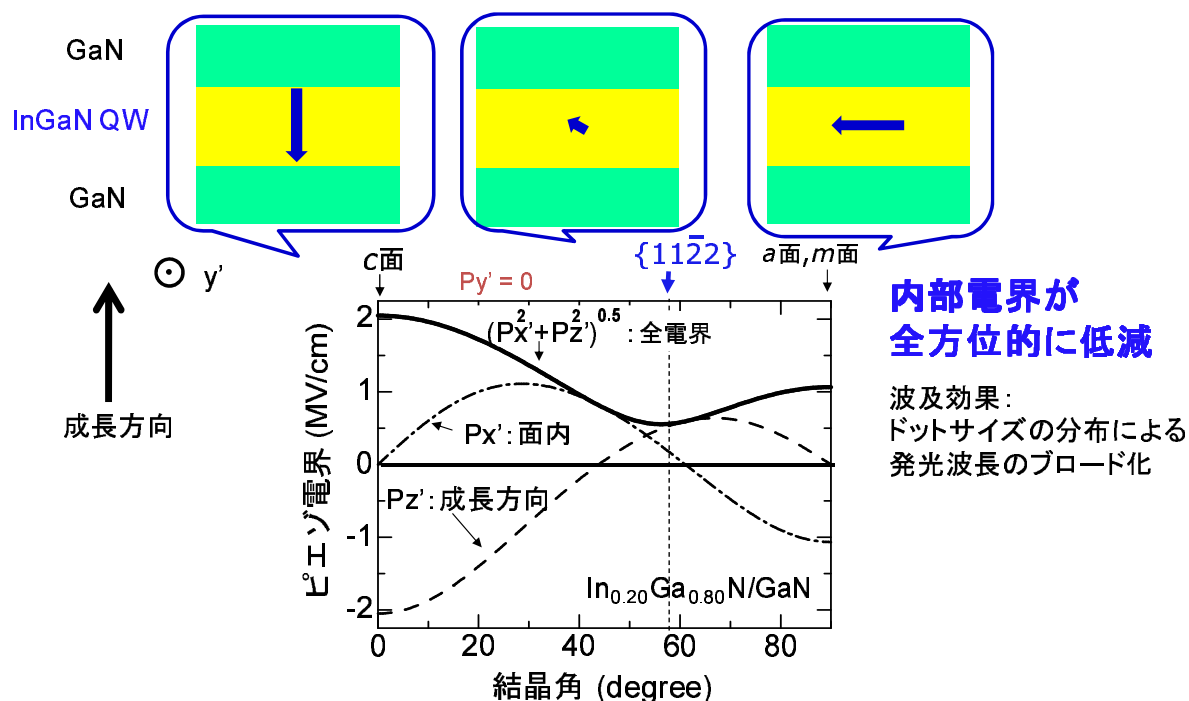 GaN
InGaN QW
GaN
y'
成長方向
c面
Py' = 0
{112̄2}
a面,m面
(Px'²+Pz'²)⁰·⁵:全電界
Px':面内
Pz':成長方向
In₀.₂₀Ga₀.₈₀N/GaN
ピエゾ電界 (MV/cm)
2
1
0
-1
-2
0 20 40 60 80
結晶角 (degree)
内部電界が
全方位的に低減
波及効果:
ドットサイズの分布による
発光波長のブロード化